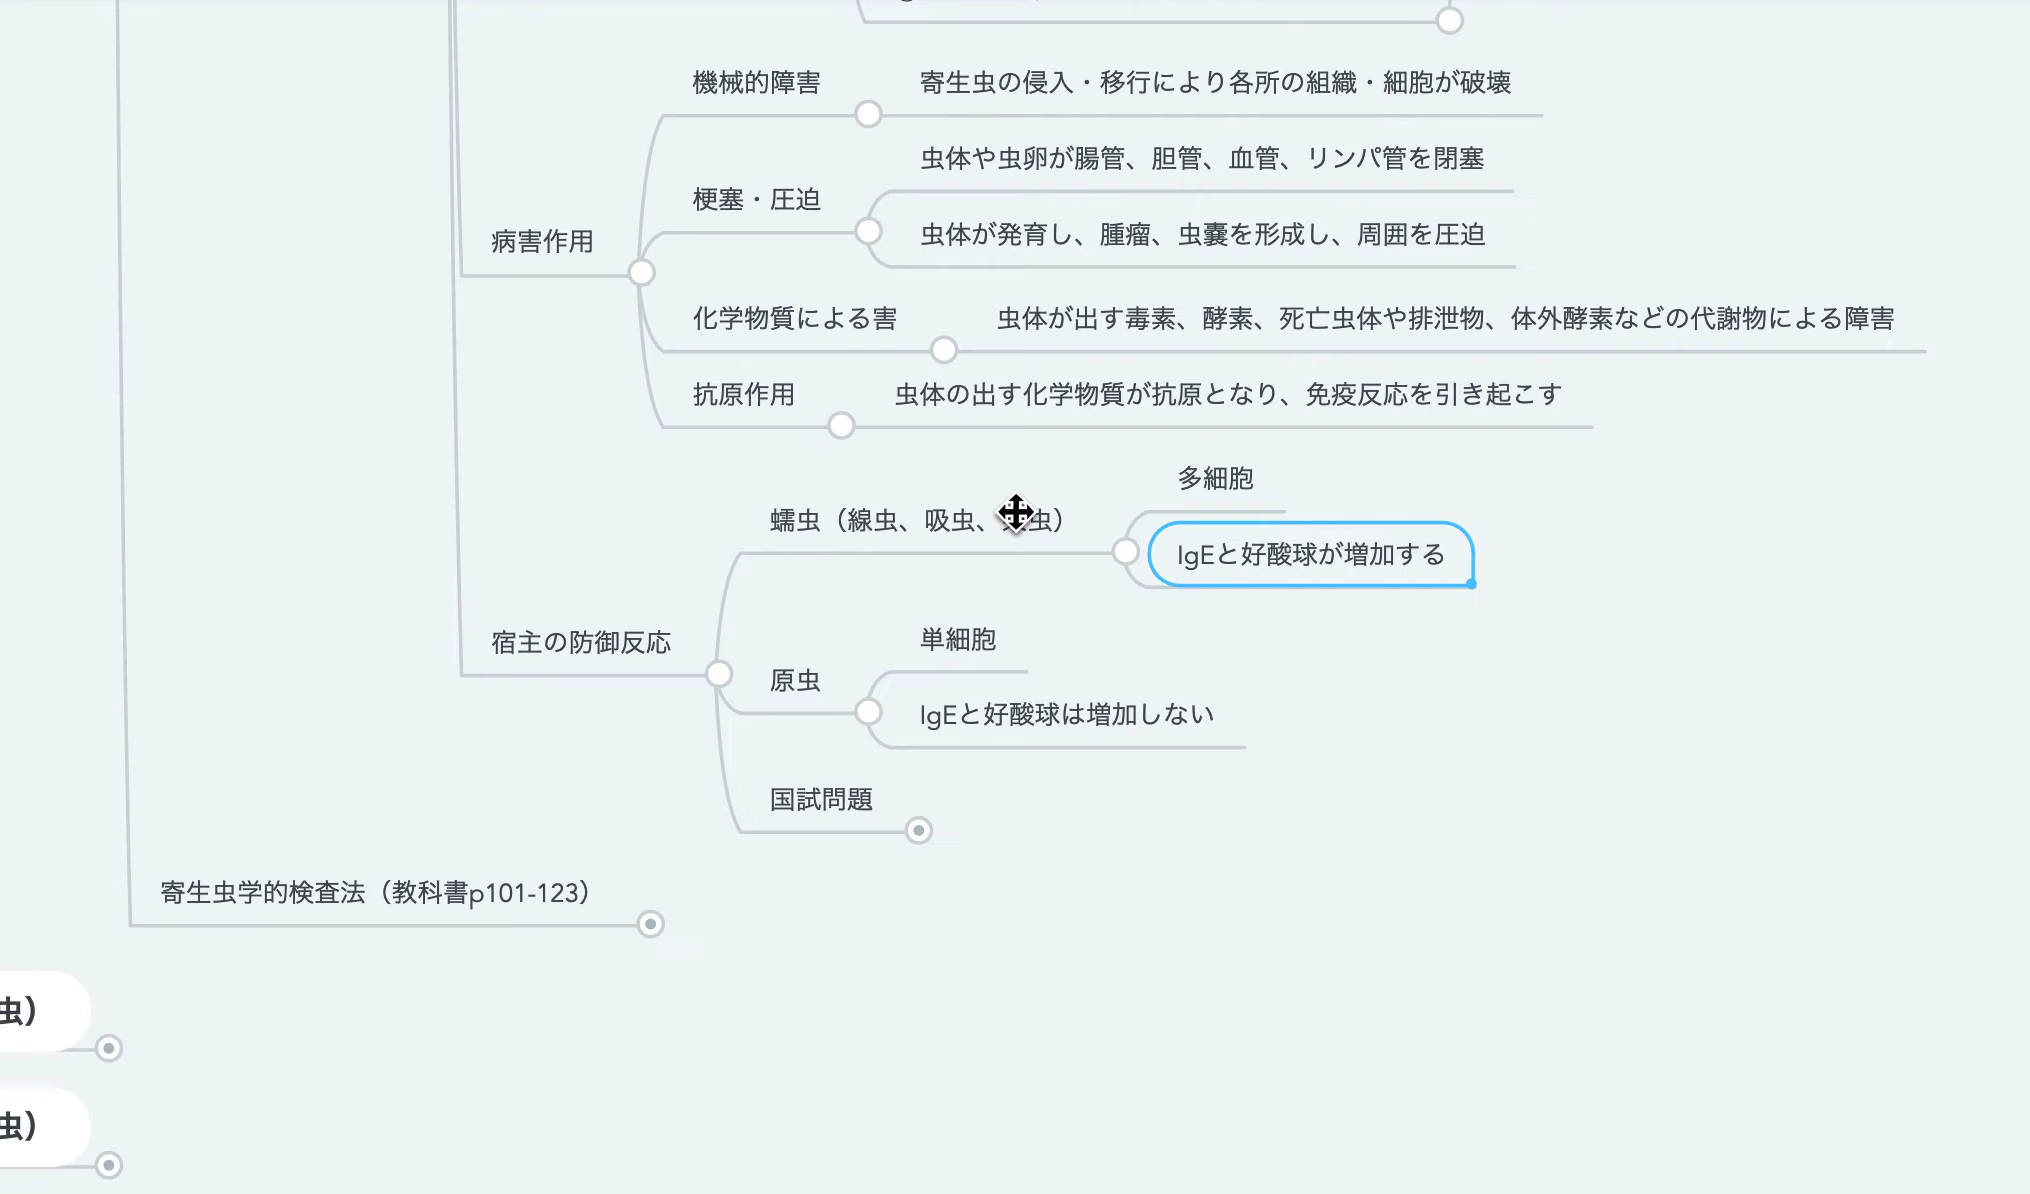 機械的障害
寄生虫の侵入・移行により各所の組織・細胞が破壊
虫体や虫卵が腸管、胆管、血管、リンパ管を閉塞
梗塞・圧迫
虫体が発育し、腫瘤、虫嚢を形成し、周囲を圧迫
病害作用
化学物質による害
虫体が出す毒素、酵素、死亡虫体や排泄物、体外酵素などの代謝物による障害
抗原作用
虫体の出す化学物質が抗原となり、免疫反応を引き起こす
多細胞
蠕虫（線虫、吸虫、虫）
IgEと好酸球が増加する
宿主の防御反応
単細胞
原虫
IgEと好酸球は増加しない
国試問題
寄生虫学的検査法（教科書p101-123）
虫）
虫）